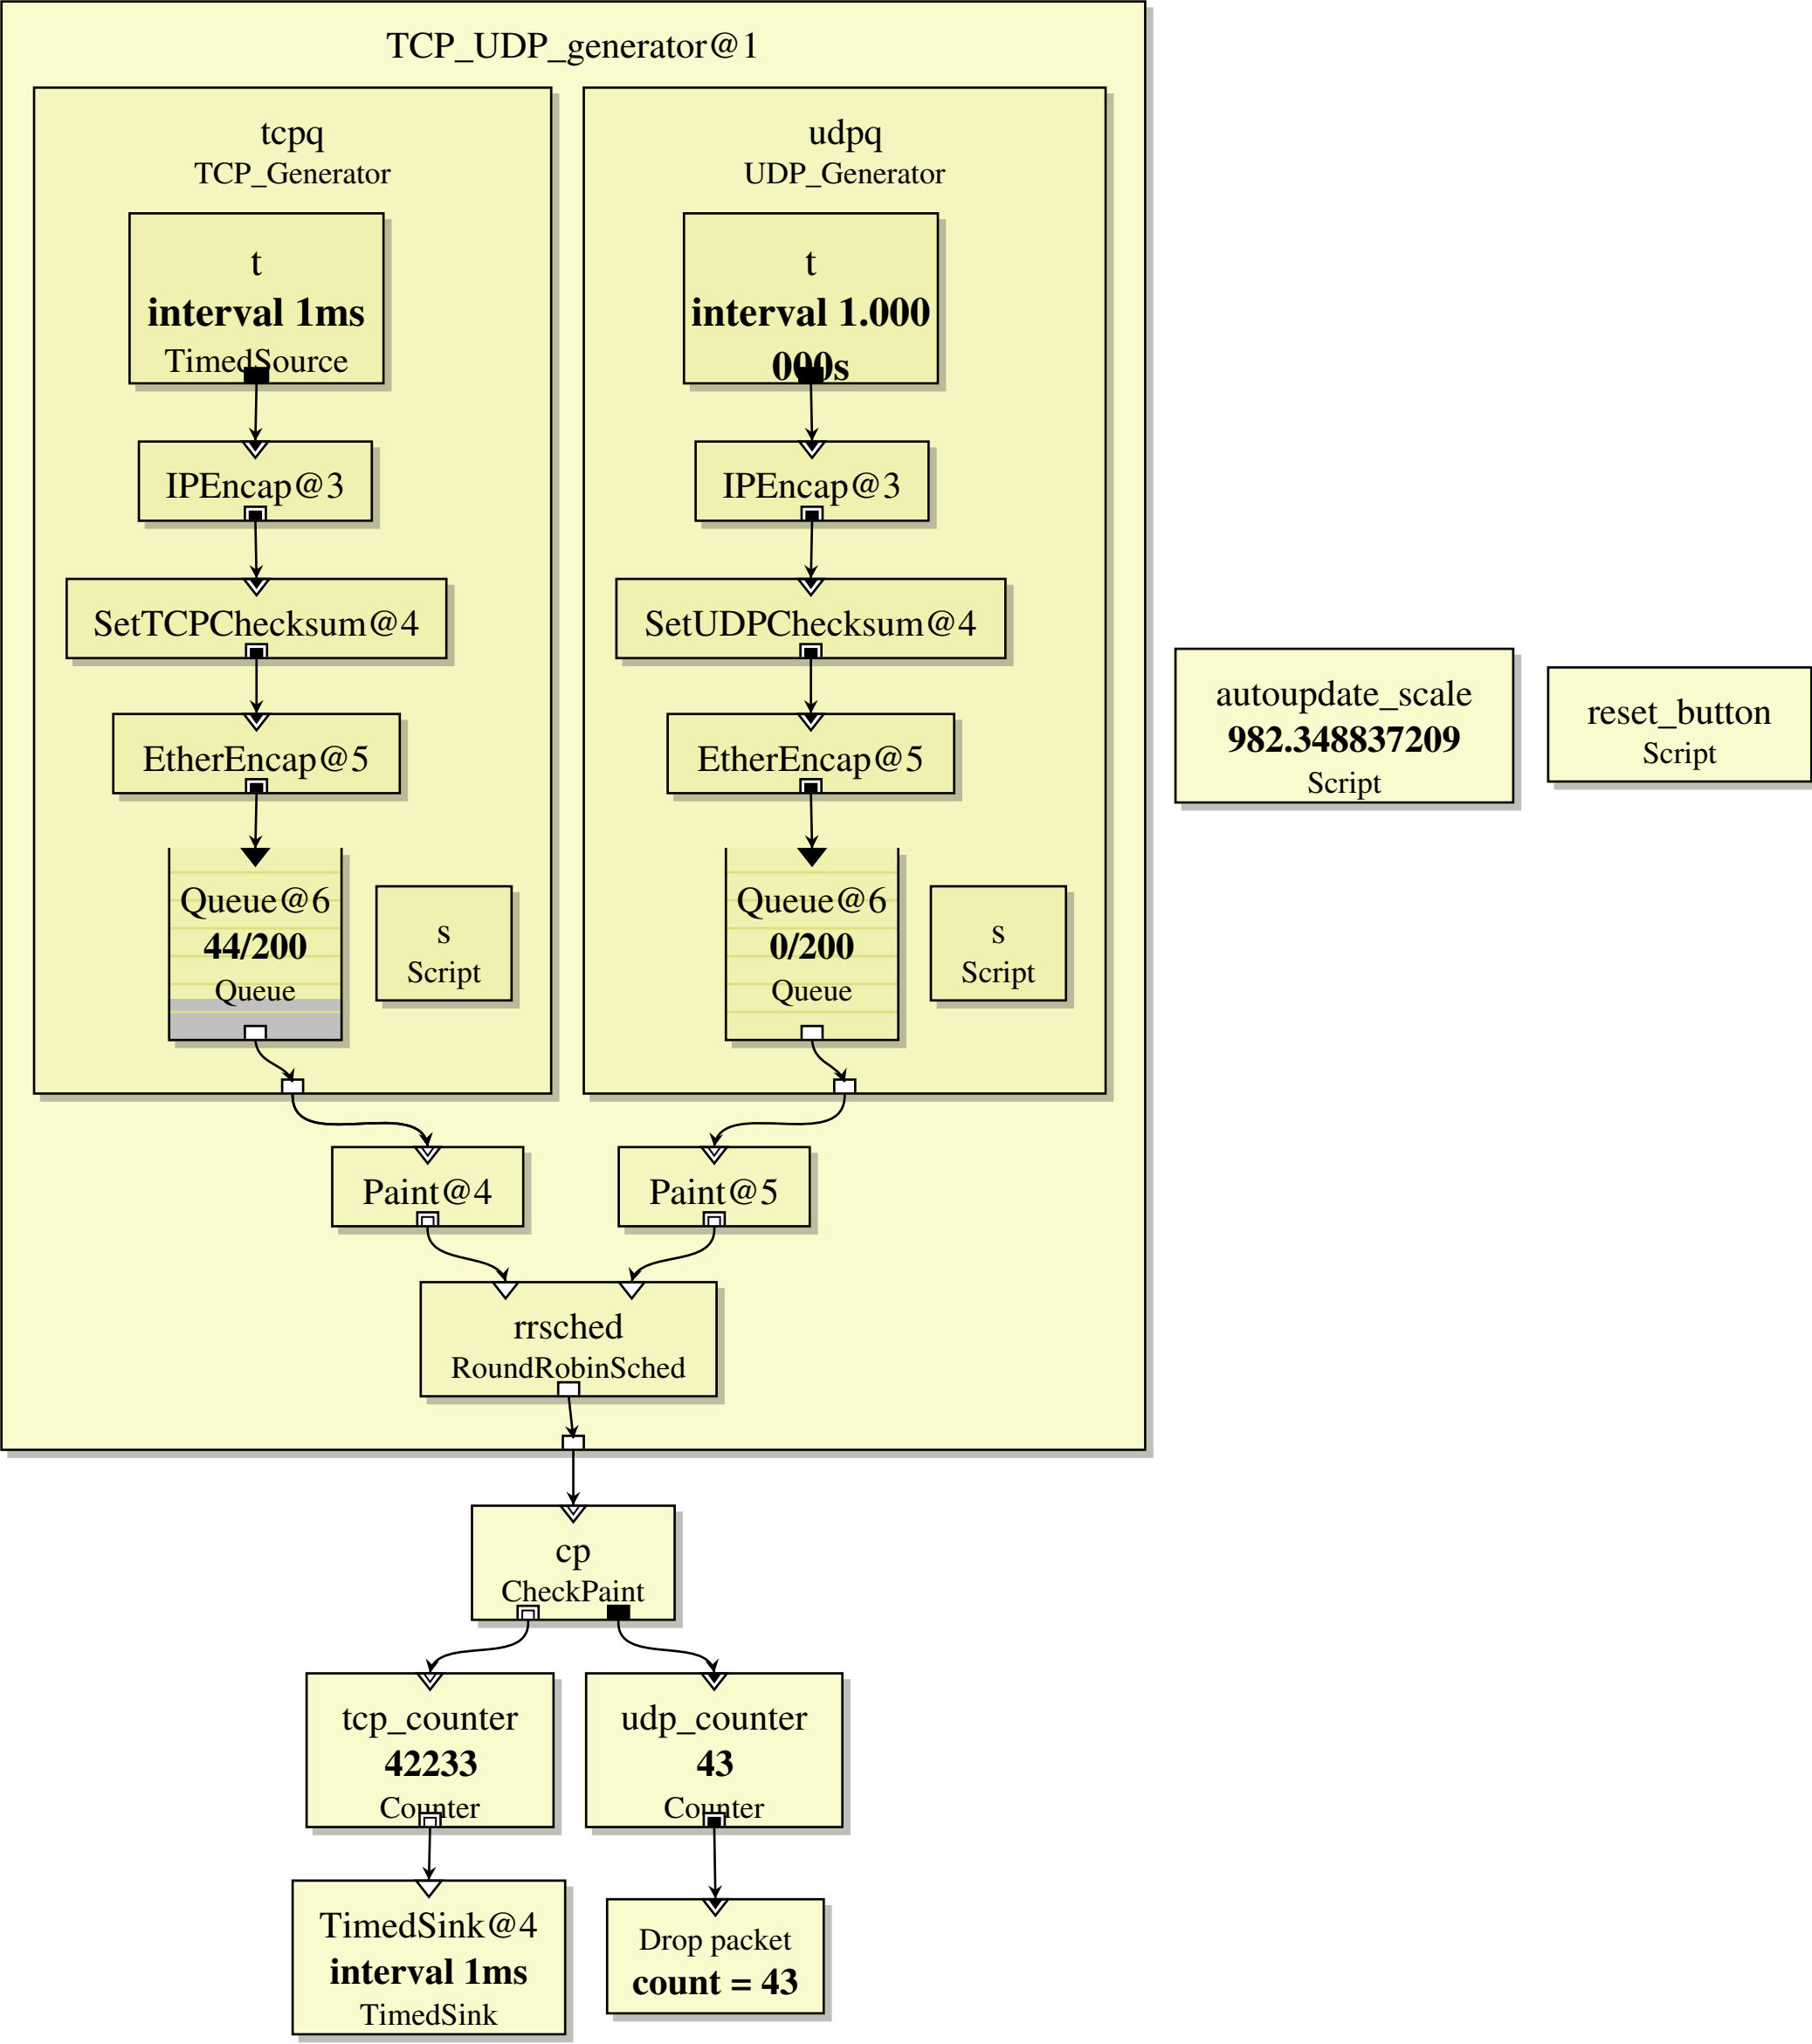 TCP_UDP_generator@1
tcpq
TCP_Generator
t
interval 1ms
TimedSource
IPEncap@3
SetTCPChecksum@4
EtherEncap@5
Queue@6
44/200
Queue
s
Script
udpq
UDP_Generator
t
interval 1.000
000s
IPEncap@3
SetUDPChecksum@4
EtherEncap@5
Queue@6
0/200
Queue
s
Script
Paint@4
Paint@5
rrsched
RoundRobinSched
autoupdate_scale
982.348837209
Script
reset_button
Script
cp
CheckPaint
tcp_counter
42233
Counter
udp_counter
43
Counter
TimedSink@4
interval 1ms
TimedSink
Drop packet
count = 43